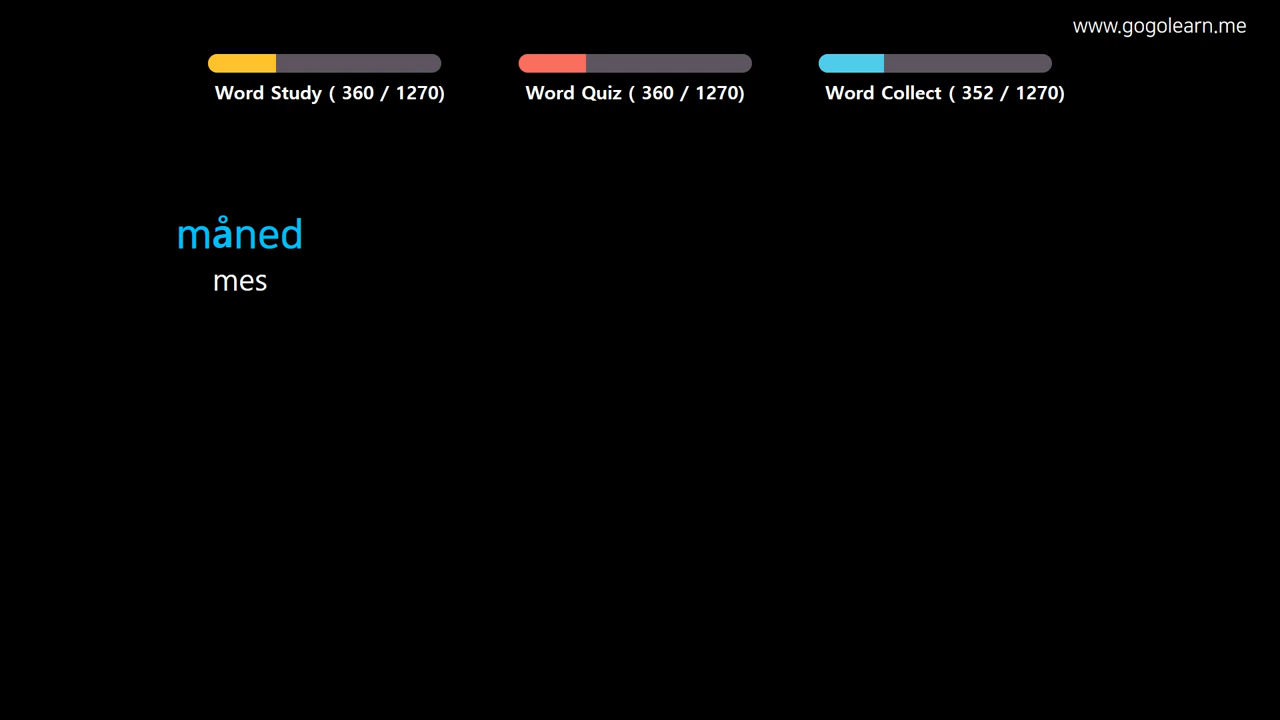 www.gogolearn.me
Word Study ( 360 / 1270)
Word Quiz ( 360 / 1270)
Word Collect ( 352 / 1270)
måned
mes